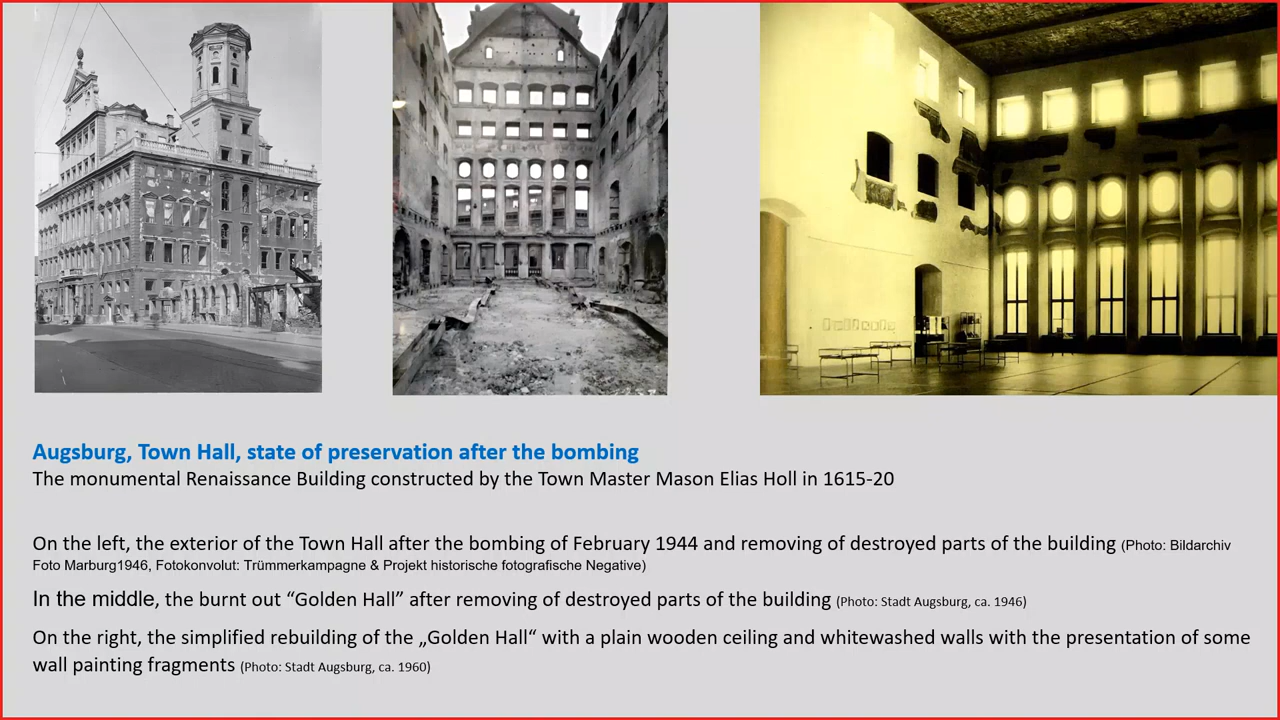 Augsburg, Town Hall, state of preservation after the bombing
The monumental Renaissance Building constructed by the Town Master Mason Elias Holl in 1615-20
On the left, the exterior of the Town Hall after the bombing of February 1944 and removing of destroyed parts of the building (Photo: Bildarchiv
Foto Marburg1946, Fotokonvolut: Trümmerkampagne & Projekt historische fotografische Negative)
In the middle, the burnt out “Golden Hall” after removing of destroyed parts of the building (Photo: Stadt Augsburg, ca. 1946)
On the right, the simplified rebuilding of the „Golden Hall“ with a plain wooden ceiling and whitewashed walls with the presentation of some
wall painting fragments (Photo: Stadt Augsburg, ca. 1960)